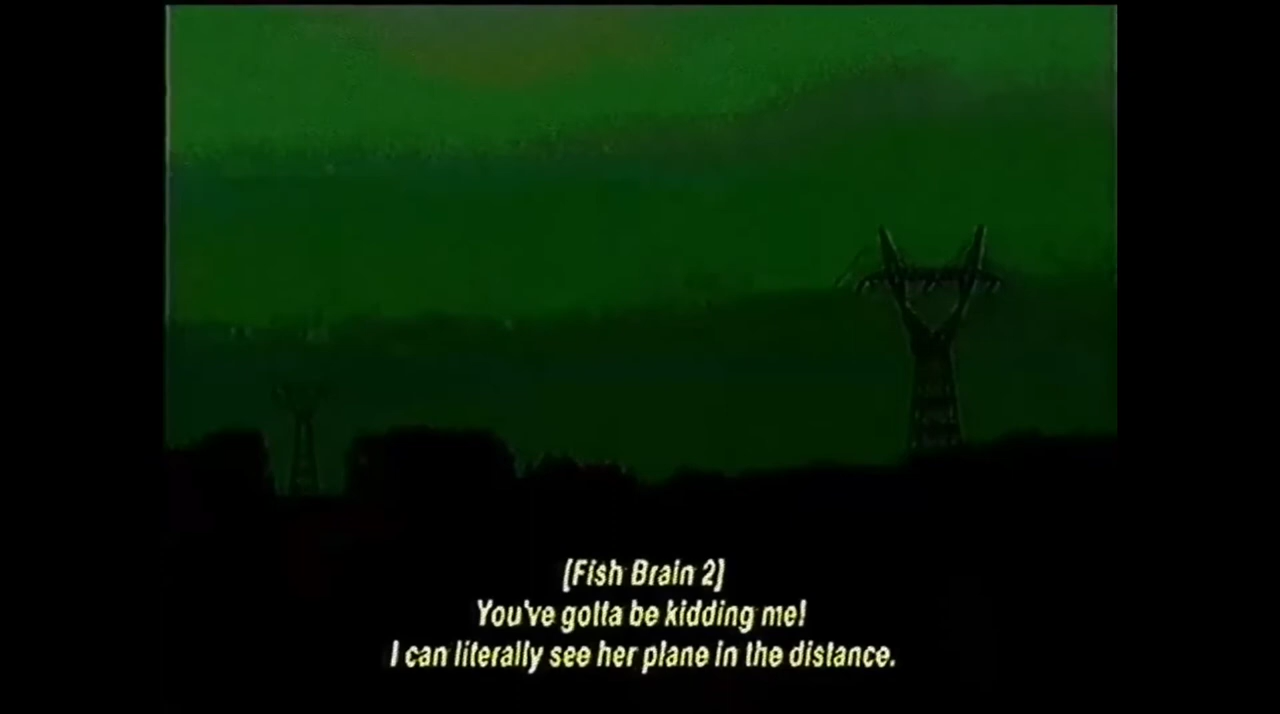 [Fish Brain 2]
You've gotta be kidding me!
I can literally see her plane in the distance.